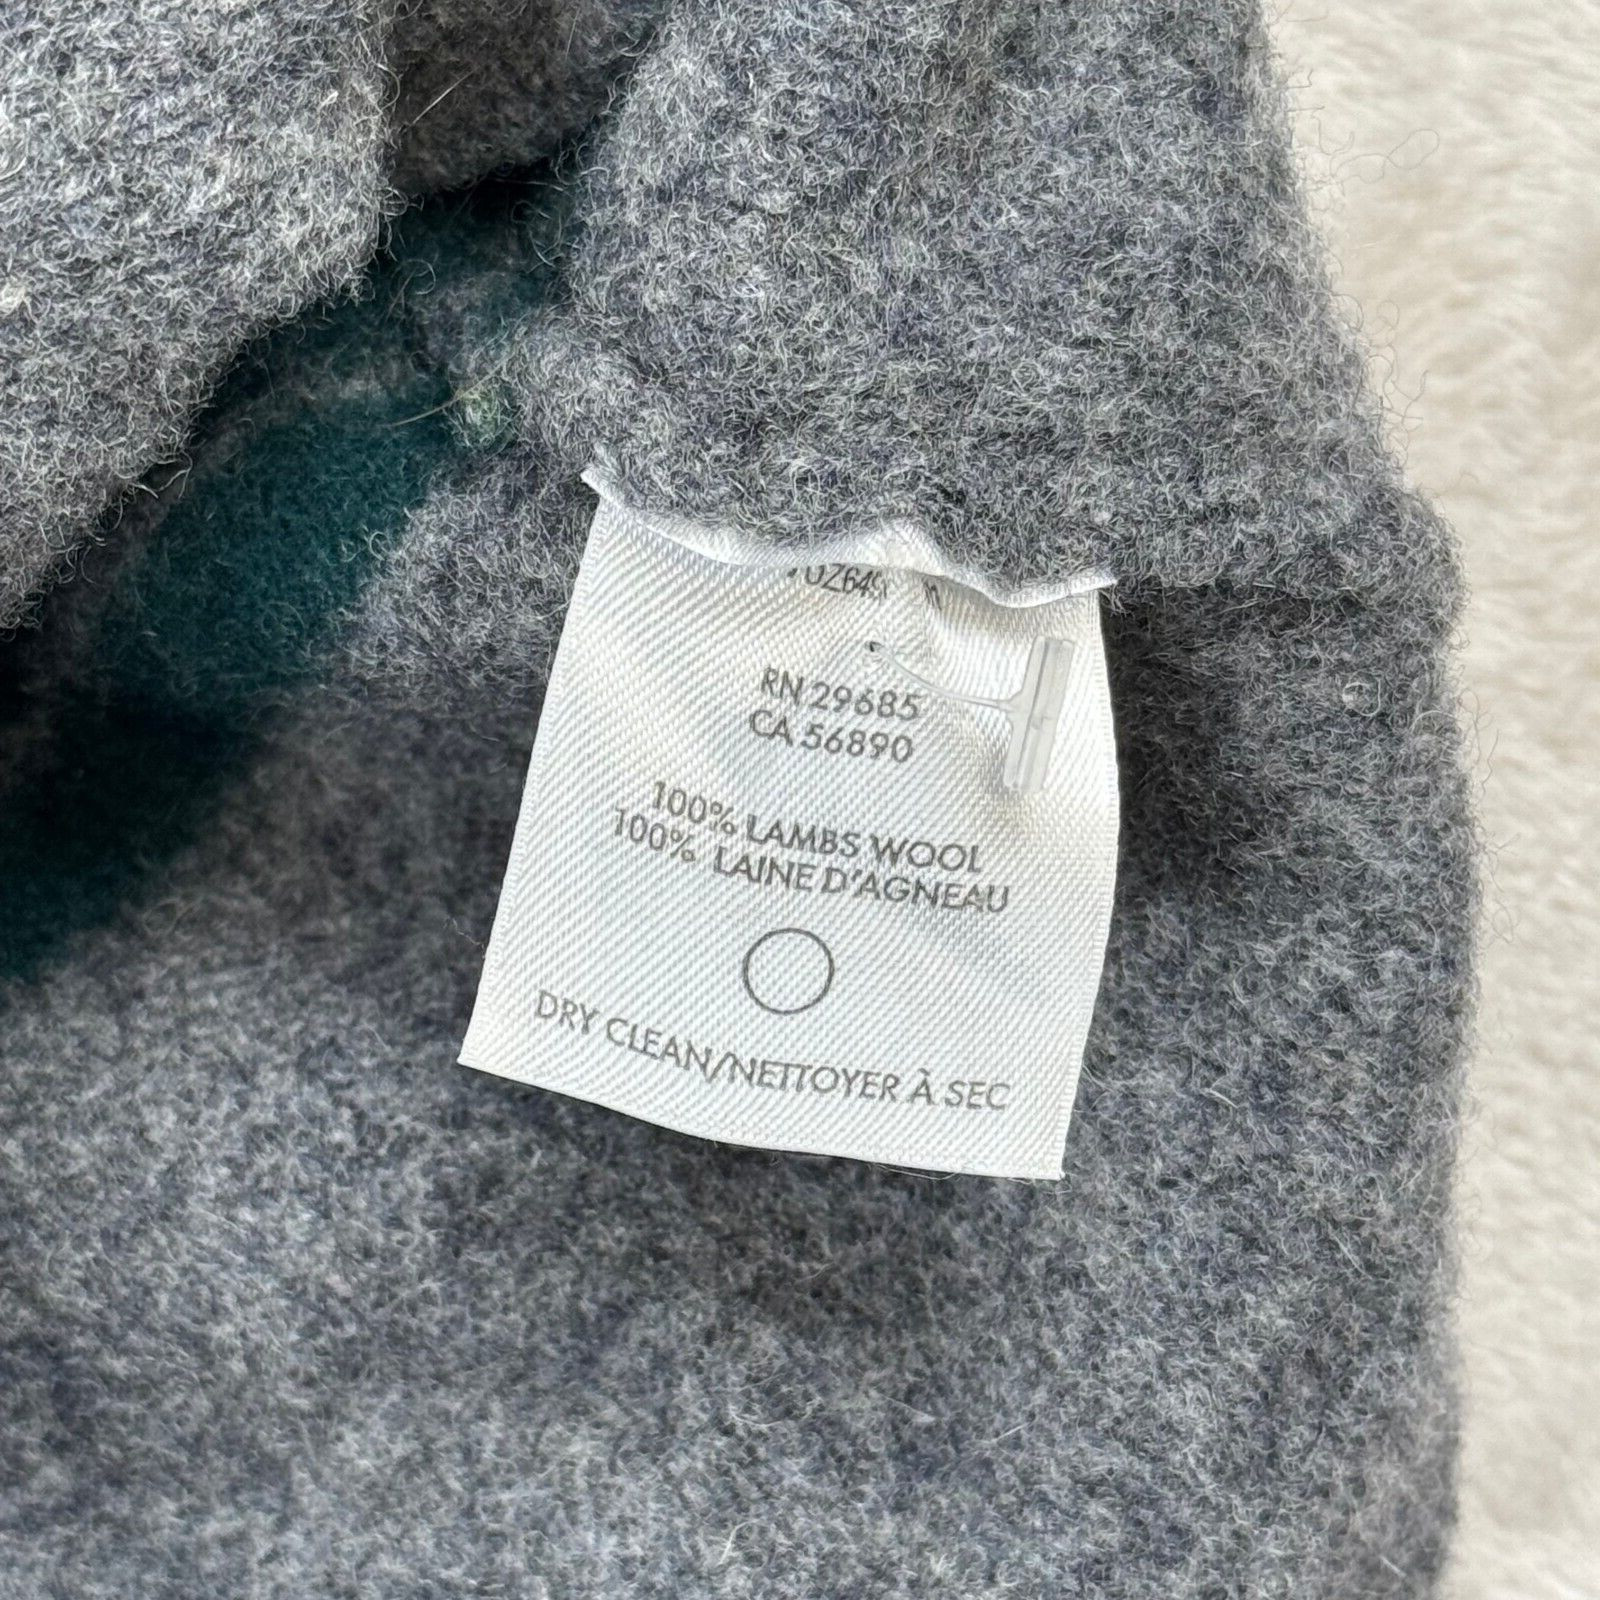 RN 29685
CA 56890
100% LAMBS WOOL
100% LAINE D'AGNEAU
DRY CLEAN/NETTOYER À SEC